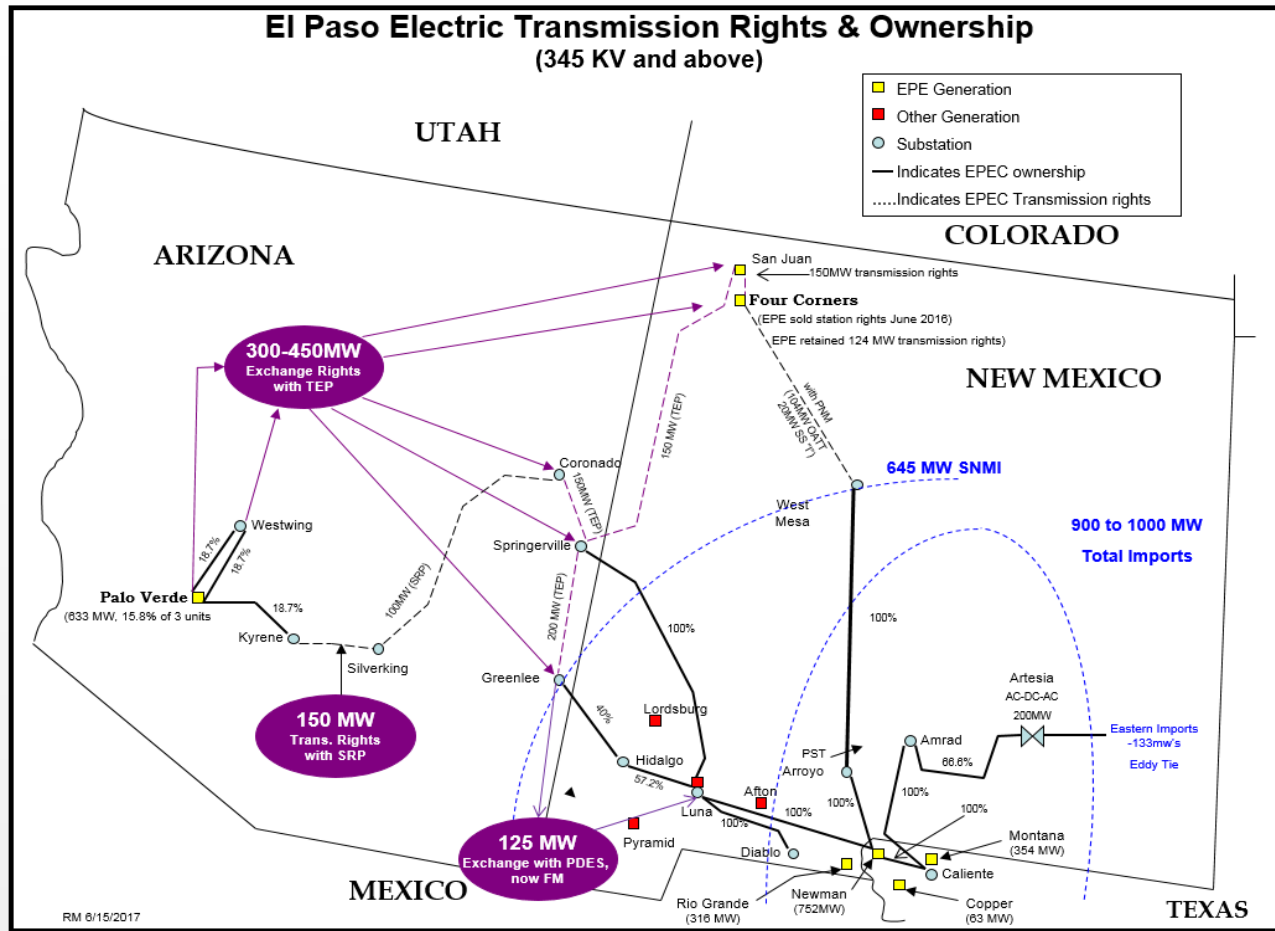 El Paso Electric Transmission Rights & Ownership
(345 KV and above)
EPE Generation
Other Generation
Substation
Indicates EPEC ownership
Indicates EPEC Transmission rights
UTAH
COLORADO
ARIZONA
San Juan
150MW transmission rights
Four Corners
(EPE sold station rights June 2016)
EPE retained 124 MW transmission rights)
300-450MW
Exchange Rights
with TEP
NEW MEXICO
with PNM
(104MW OATT
20MW SS "I")
150 MW (TEP)
Coronado
150MW (TEP)
645 MW SNMI
West
Mesa
900 to 1000 MW
Total Imports
Westwing
18.7%
18.7%
Springerville
100MW (SRP)
Palo Verde
(633 MW, 15.8% of 3 units
18.7%
Kyrene
Silverking
200 MW (TEP)
100%
100%
Greenlee
Artesia
AC-DC-AC
200MW
150 MW
Trans. Rights
with SRP
40%
Lordsburg
Eastern Imports
-133mw's
Eddy Tie
Amrad
66.6%
PST
Arroyo
Hidalgo
57.2%
Luna
Afton
100%
100%
100%
100%
100%
Pyramid
125 MW
Exchange with PDES,
now FM
Diablo
Montana
(354 MW)
Caliente
MEXICO
Rio Grande
(316 MW)
Newman
(752MW)
Copper
(63 MW)
TEXAS
RM 6/15/2017